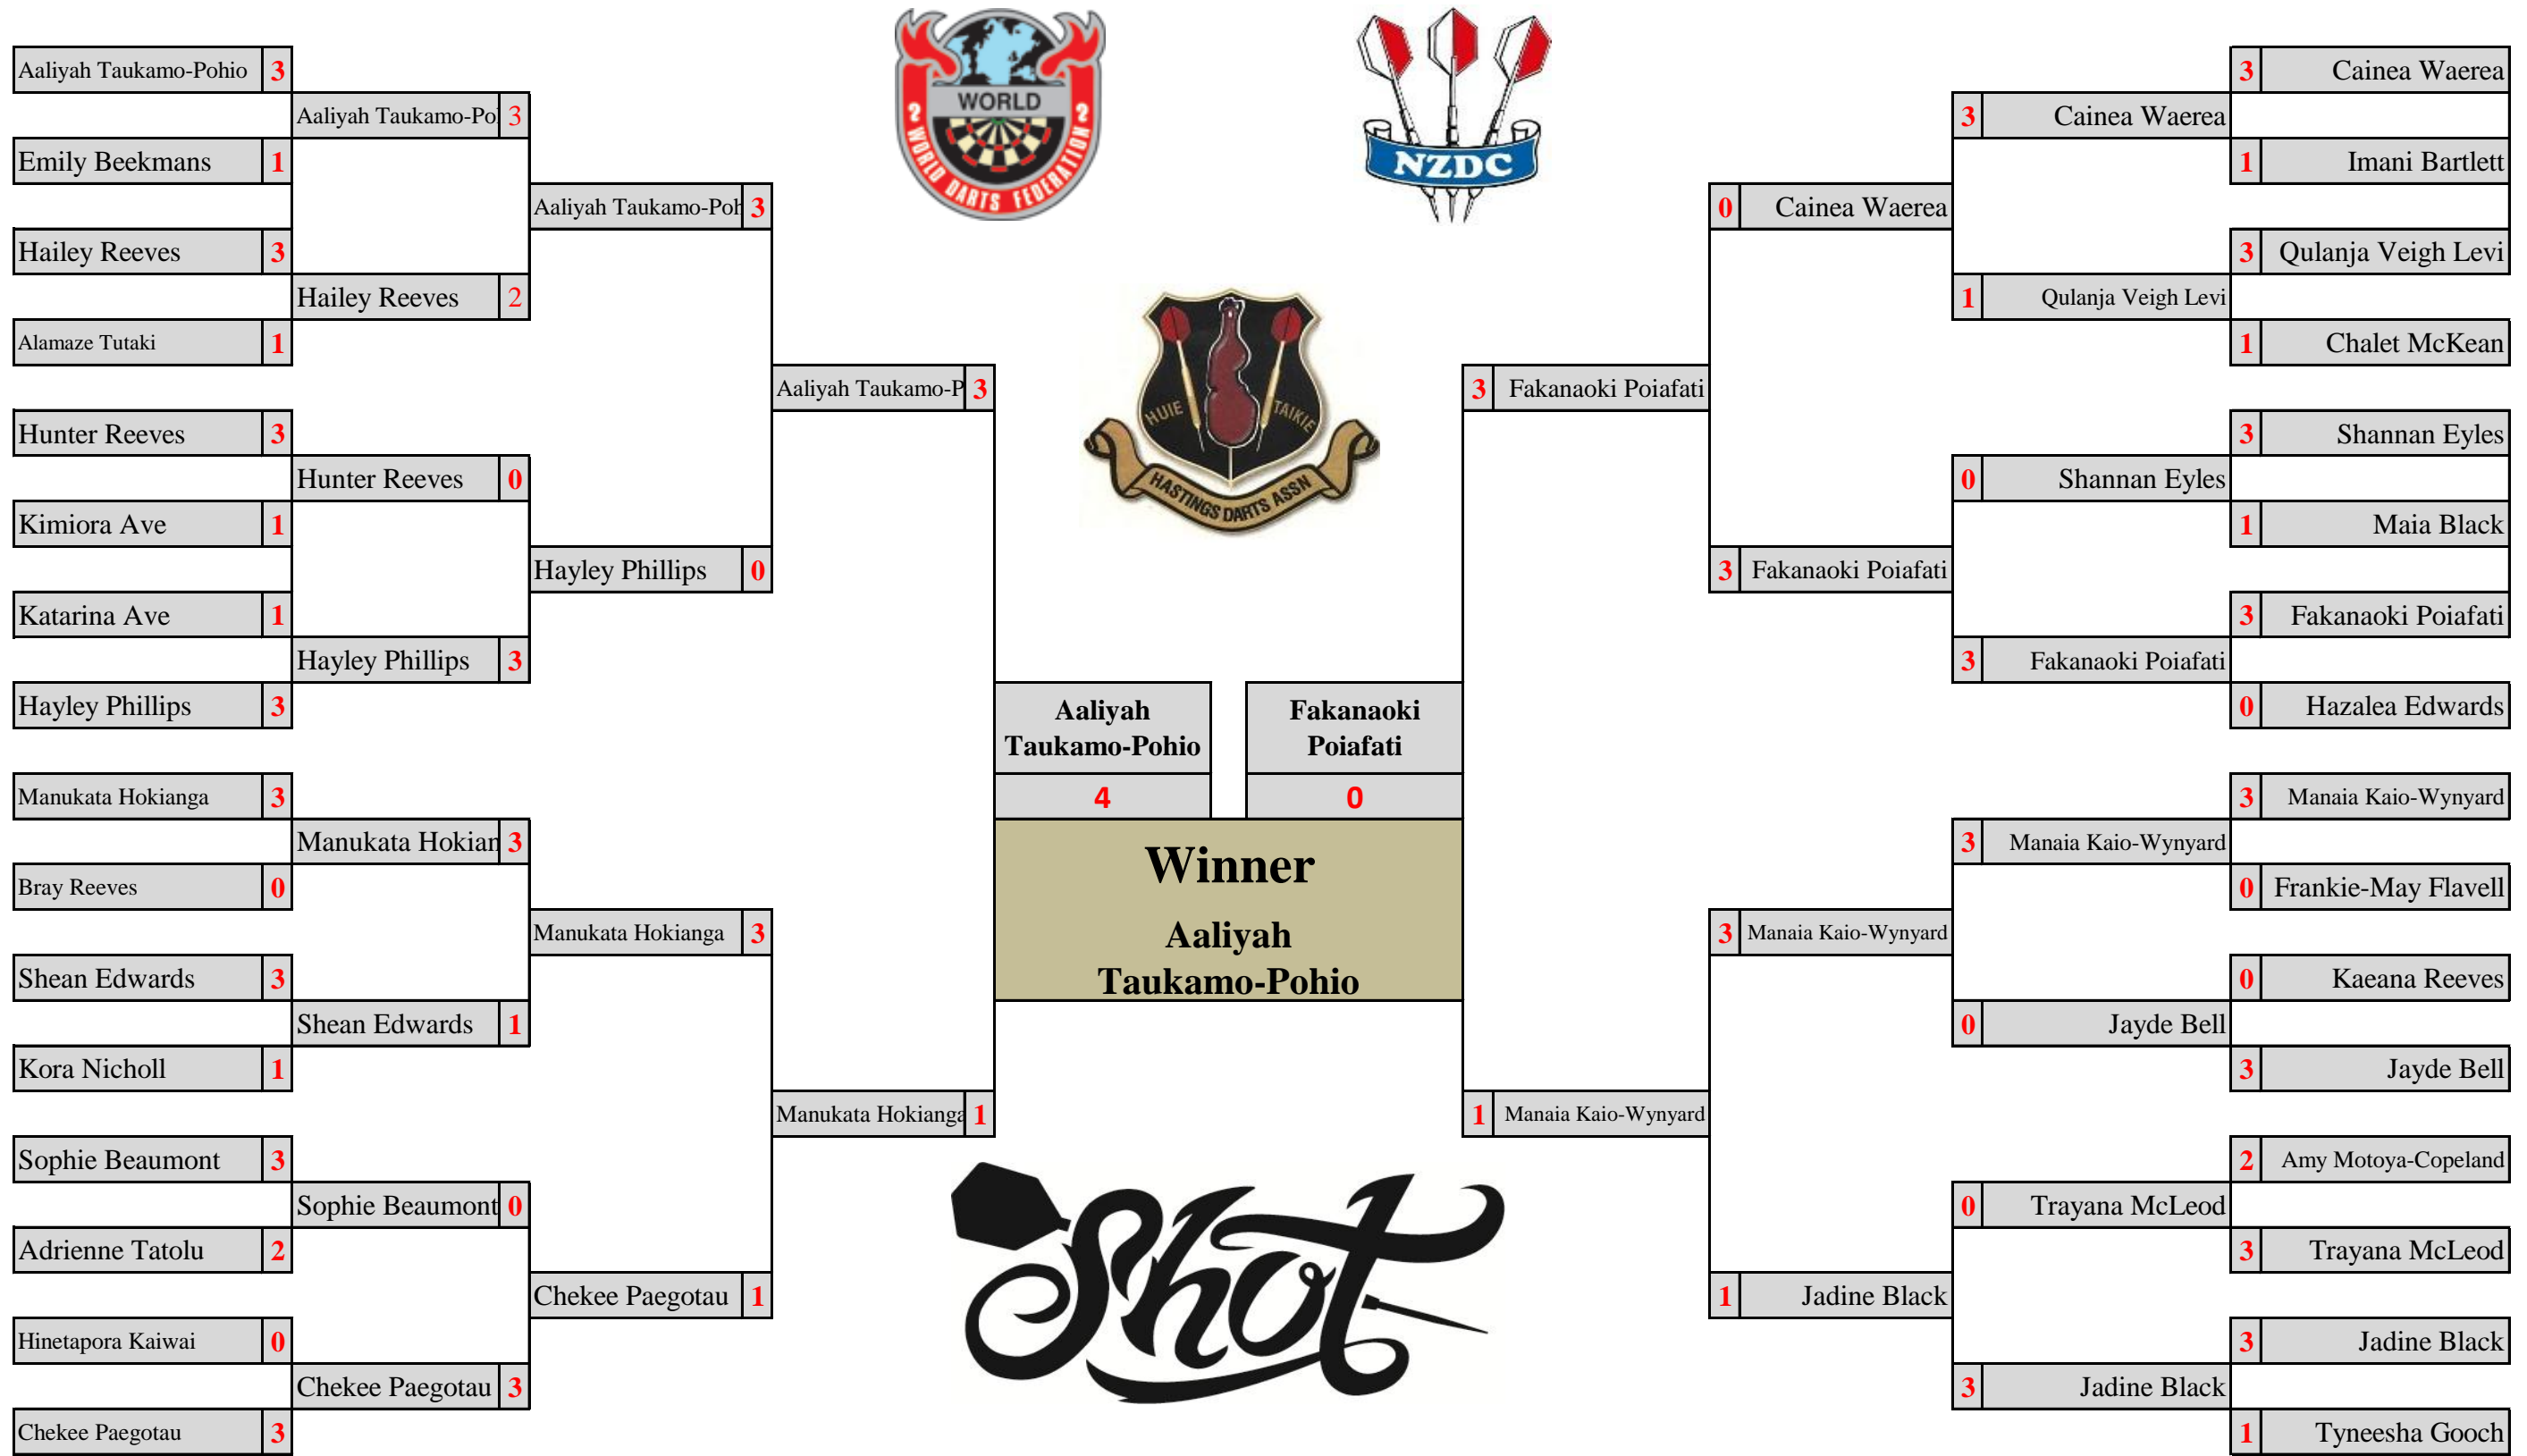 Aaliyah Taukamo-Pohio 3
Emily Beekmans 1
Hailey Reeves 3
Alamaze Tutaki 1
Hunter Reeves 3
Kimiora Ave 1
Katarina Ave 1
Hayley Phillips 3
Manukata Hokianga 3
Bray Reeves 0
Shean Edwards 3
Kora Nicholl 1
Sophie Beaumont 3
Adrienne Tatolu 2
Hinetapora Kaiwai 0
Chekee Paegotau 3
Aaliyah Taukamo-Po 3
Hailey Reeves 2
Hunter Reeves 0
Hayley Phillips 3
Manukata Hokian 3
Shean Edwards 1
Sophie Beaumont 0
Chekee Paegotau 3
Aaliyah Taukamo-Poh 3
Hayley Phillips 0
Manukata Hokianga 3
Chekee Paegotau 1
Aaliyah Taukamo-P 3
Manukata Hokianga 1
WORLD
2 WORLD DARTS FEDERATION 2
NZDC
HUIE TAIKIE
HASTINGS DARTS ASSN
Aaliyah
Taukamo-Pohio
4
Fakanaoki
Poiafati
0
Winner
Aaliyah
Taukamo-Pohio
Shot
3 Fakanaoki Poiafati
1 Manaia Kaio-Wynyard
0 Cainea Waerea
3 Fakanaoki Poiafati
3 Manaia Kaio-Wynyard
1 Jadine Black
3 Cainea Waerea
1 Qulanja Veigh Levi
0 Shannan Eyles
3 Fakanaoki Poiafati
3 Manaia Kaio-Wynyard
0 Jayde Bell
0 Trayana McLeod
3 Jadine Black
3 Cainea Waerea
1 Imani Bartlett
3 Qulanja Veigh Levi
1 Chalet McKean
3 Shannan Eyles
1 Maia Black
3 Fakanaoki Poiafati
0 Hazalea Edwards
3 Manaia Kaio-Wynyard
0 Frankie-May Flavell
0 Kaeana Reeves
3 Jayde Bell
2 Amy Motoya-Copeland
3 Trayana McLeod
3 Jadine Black
1 Tyneesha Gooch